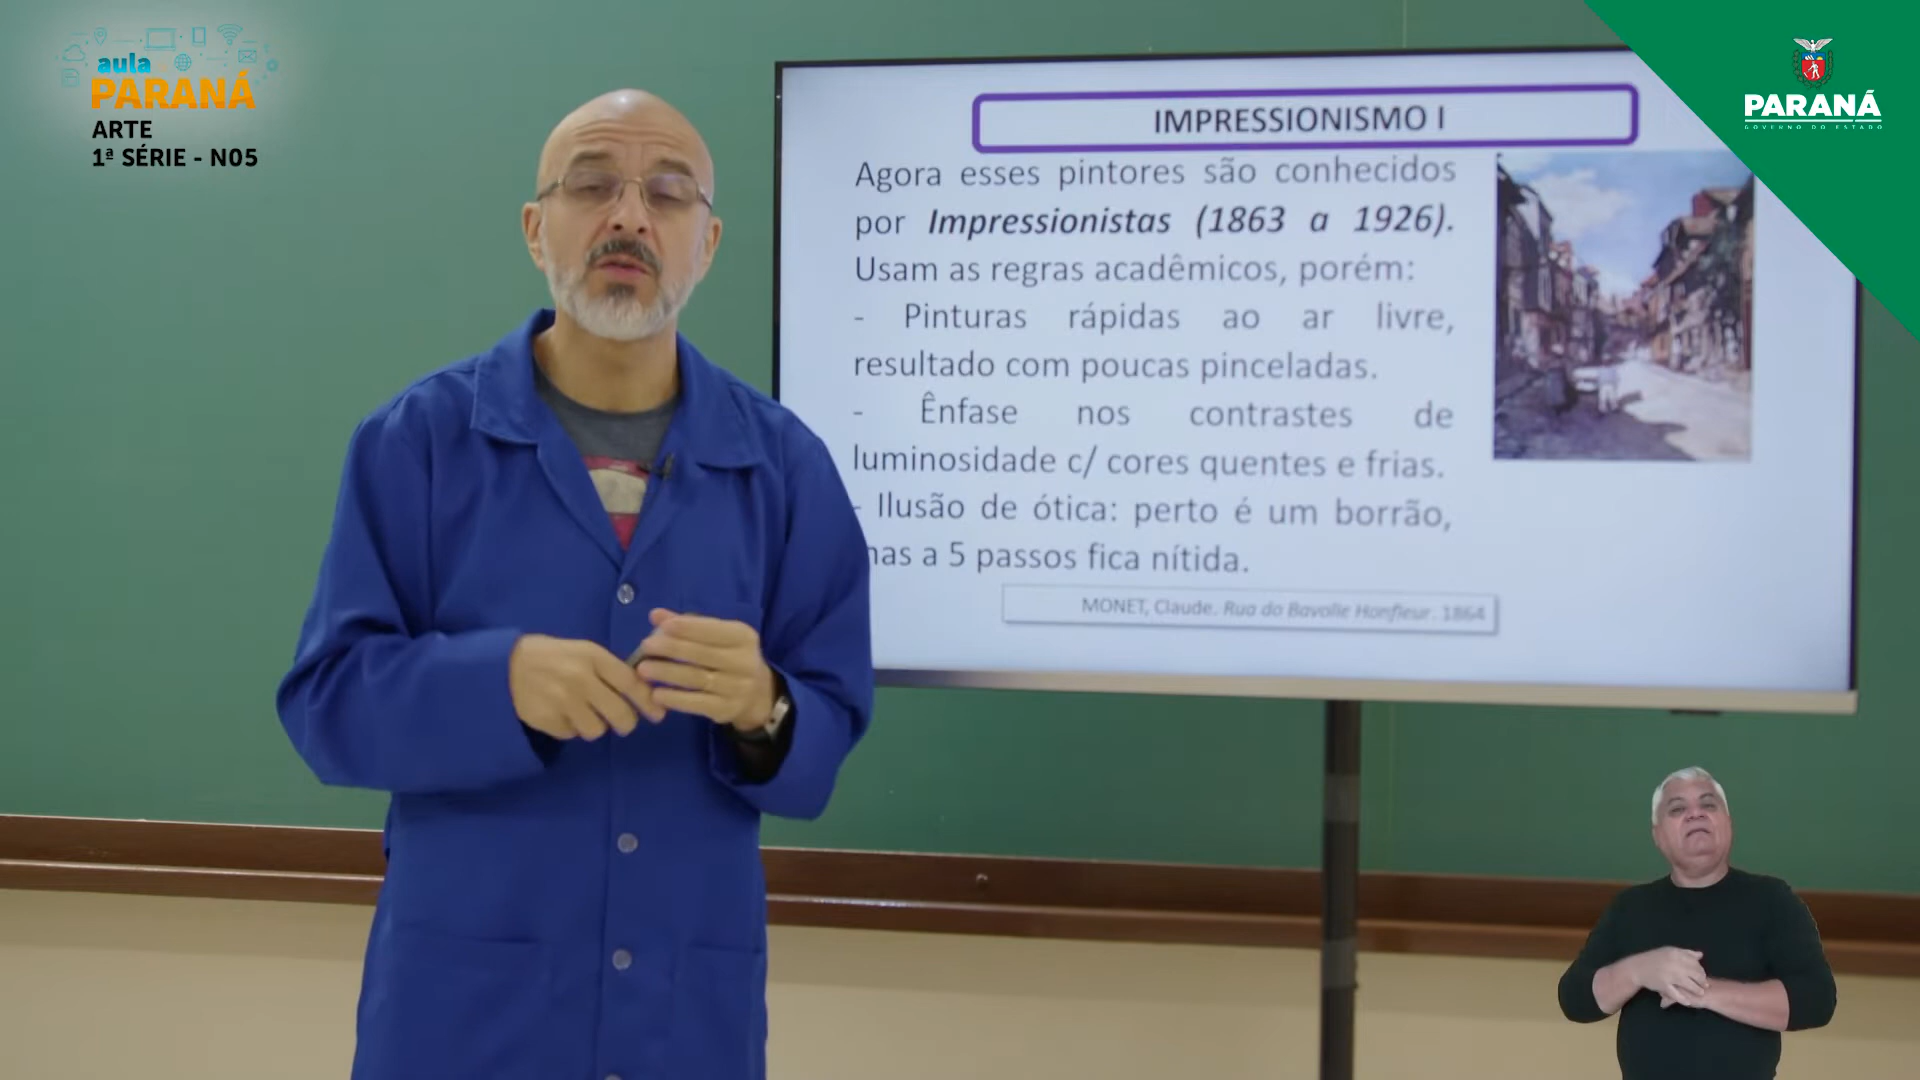 aula
PARANÁ
ARTE
1ª SÉRIE - N05
PARANÁ
GOVERNO DO ESTADO
IMPRESSIONISMO I
Agora esses pintores são conhecidos
por Impressionistas (1863 a 1926).
Usam as regras acadêmicos, porém:
- Pinturas rápidas ao ar livre,
resultado com poucas pinceladas.
- Ênfase nos contrastes de
luminosidade c/ cores quentes e frias.
- Ilusão de ótica: perto é um borrão,
mas a 5 passos fica nítida.
MONET, Claude. Rua do Bavolle Honfleur. 1864